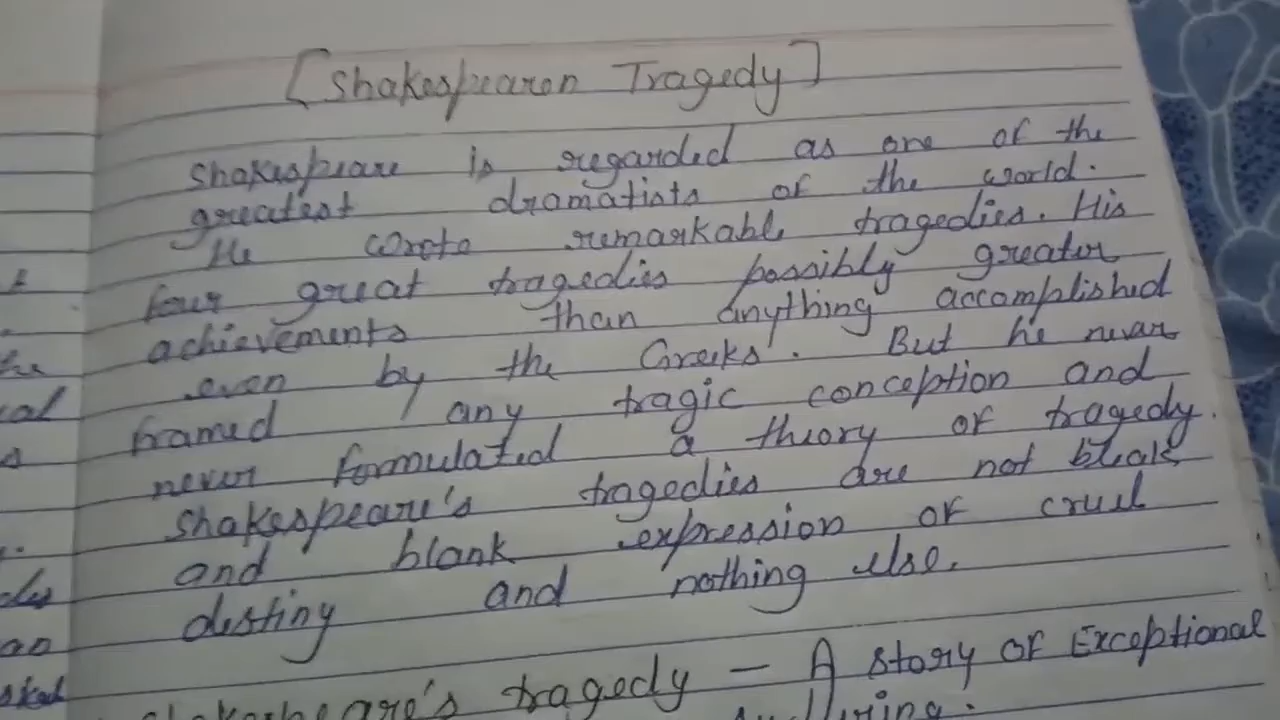 [Shakespearen Tragedy]
Shakespeare is regarded as one of the
greatest dramatists of the world.
He wrote remarkable tragedies. His
four great tragedies possibly greater
achievements than anything accomplished
even by the Greeks'. But he never
framed any tragic conception and
never formulated a theory of tragedy.
Shakespeare's tragedies are not bleak
and blank expression of cruel
destiny and nothing else.
Shakespeare's tragedy - A story of Exceptional